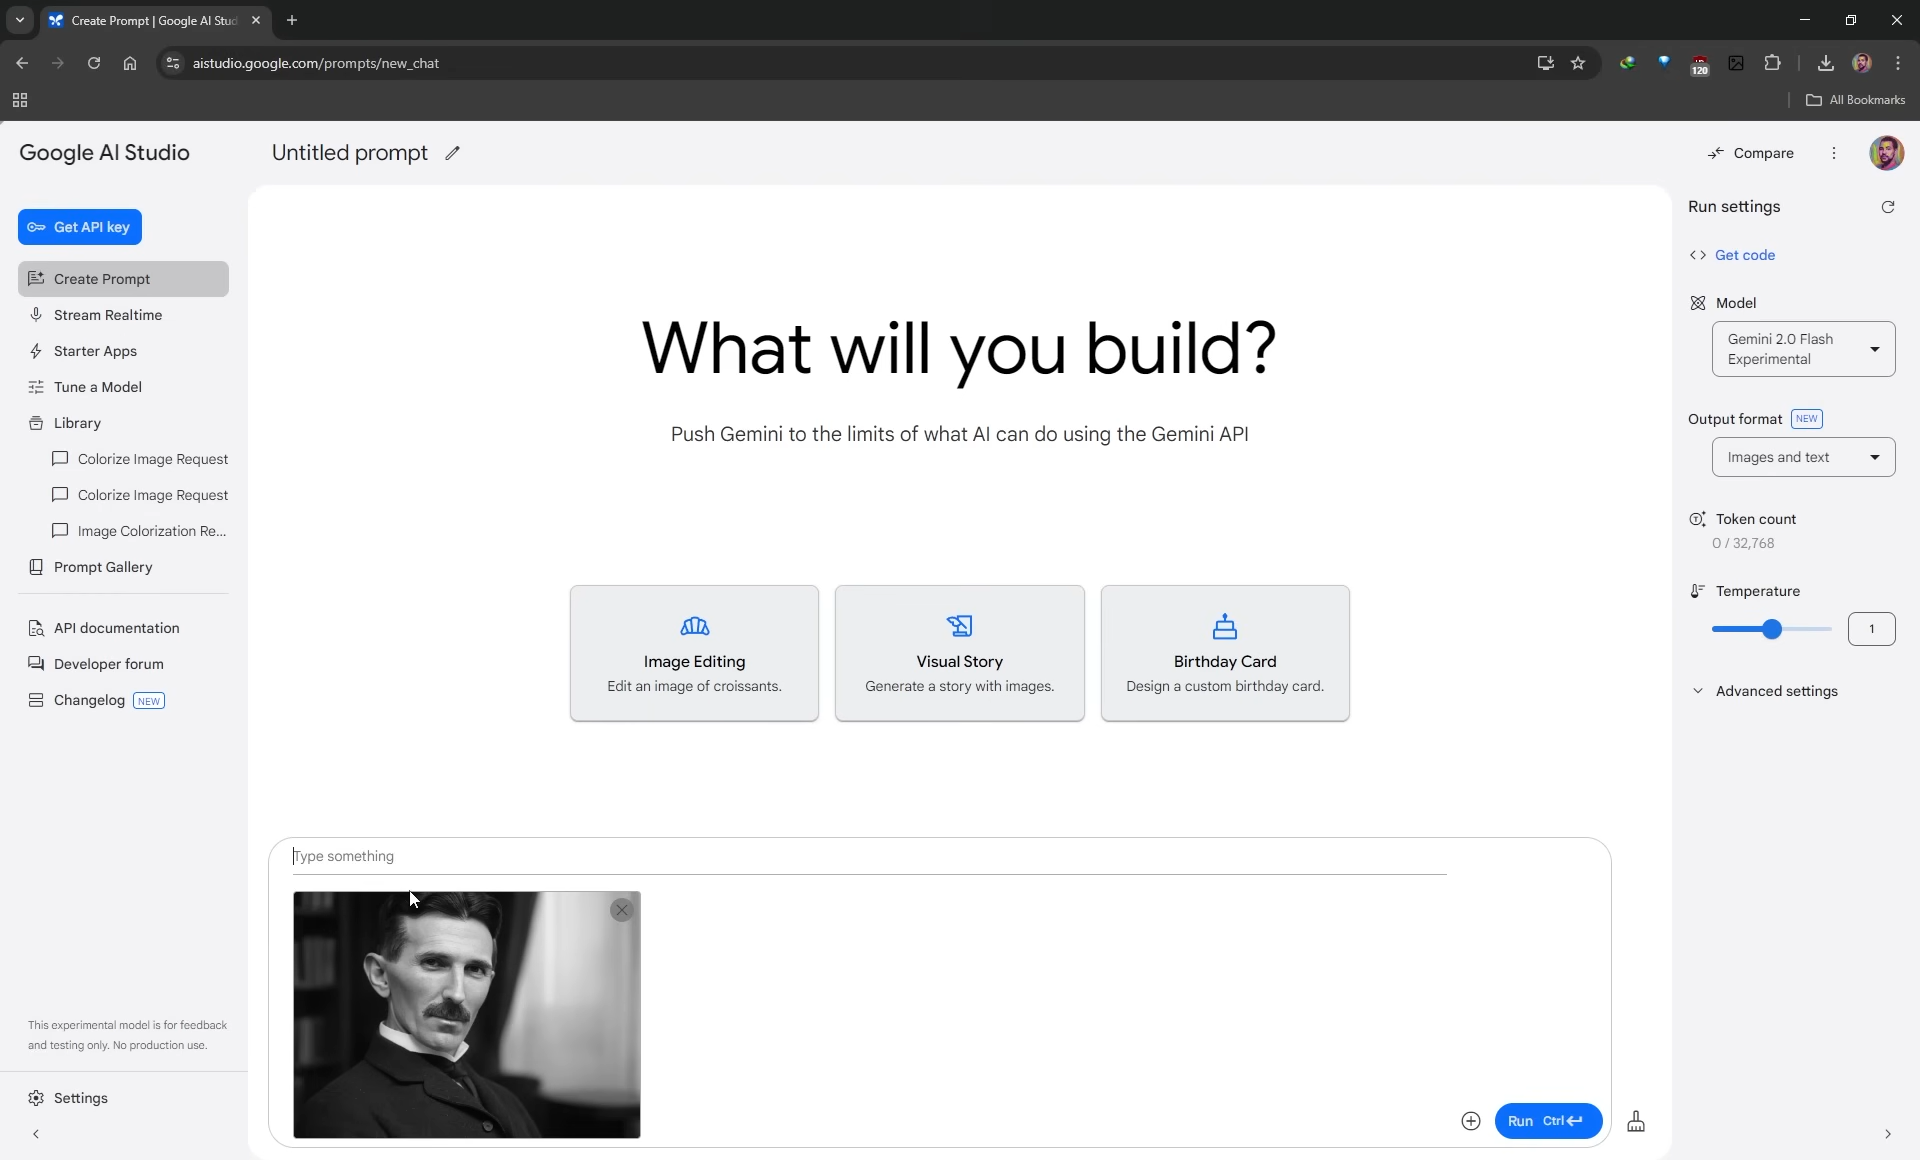 Create Prompt | Google AI Stud
aistudio.google.com/prompts/new_chat
120
All Bookmarks
Google AI Studio
Untitled prompt
Compare
Get API key
Create Prompt
Stream Realtime
Starter Apps
Tune a Model
Library
Colorize Image Request
Colorize Image Request
Image Colorization Re...
Prompt Gallery
API documentation
Developer forum
Changelog NEW
This experimental model is for feedback
and testing only. No production use.
Settings
What will you build?
Push Gemini to the limits of what AI can do using the Gemini API
Image Editing
Edit an image of croissants.
Visual Story
Generate a story with images.
Birthday Card
Design a custom birthday card.
Type something
Run Ctrl
Run settings
Get code
Model
Gemini 2.0 Flash
Experimental
Output format NEW
Images and text
Token count
0 / 32,768
Temperature
1
Advanced settings